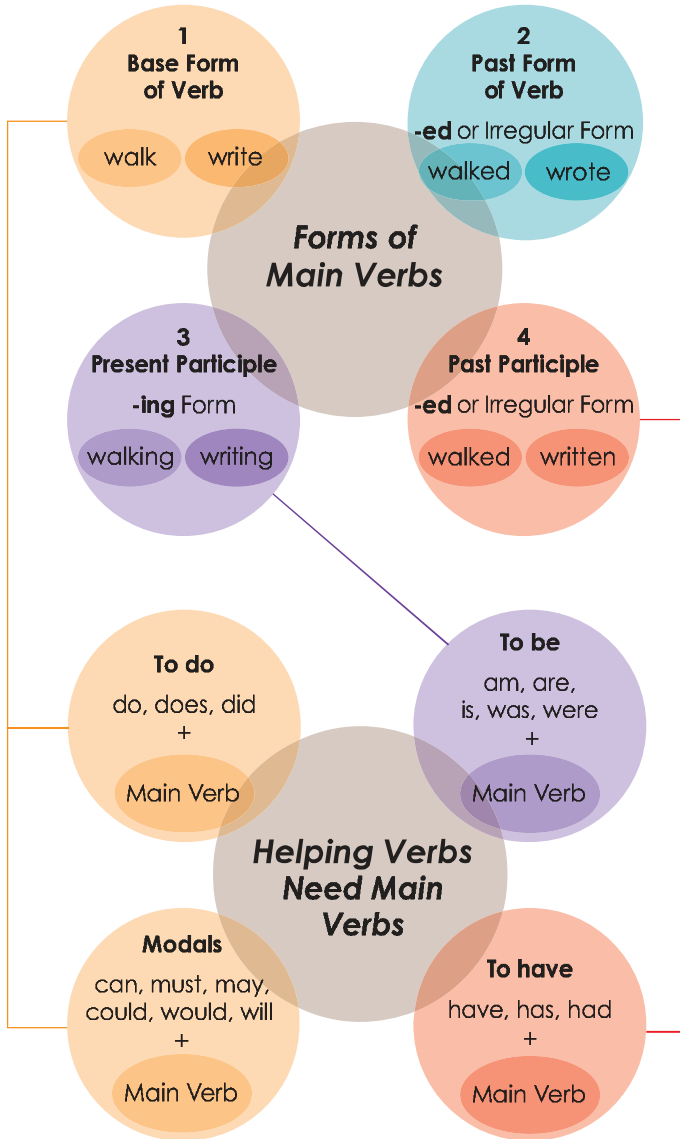 1
Base Form
of Verb
walk
write
2
Past Form
of Verb
-ed or Irregular Form
walked
wrote
Forms of
Main Verbs
3
Present Participle
-ing Form
walking
writing
4
Past Participle
-ed or Irregular Form
walked
written
To do
do, does, did
+
Main Verb
To be
am, are,
is, was, were
+
Main Verb
Helping Verbs
Need Main
Verbs
Modals
can, must, may,
could, would, will
+
Main Verb
To have
have, has, had
+
Main Verb